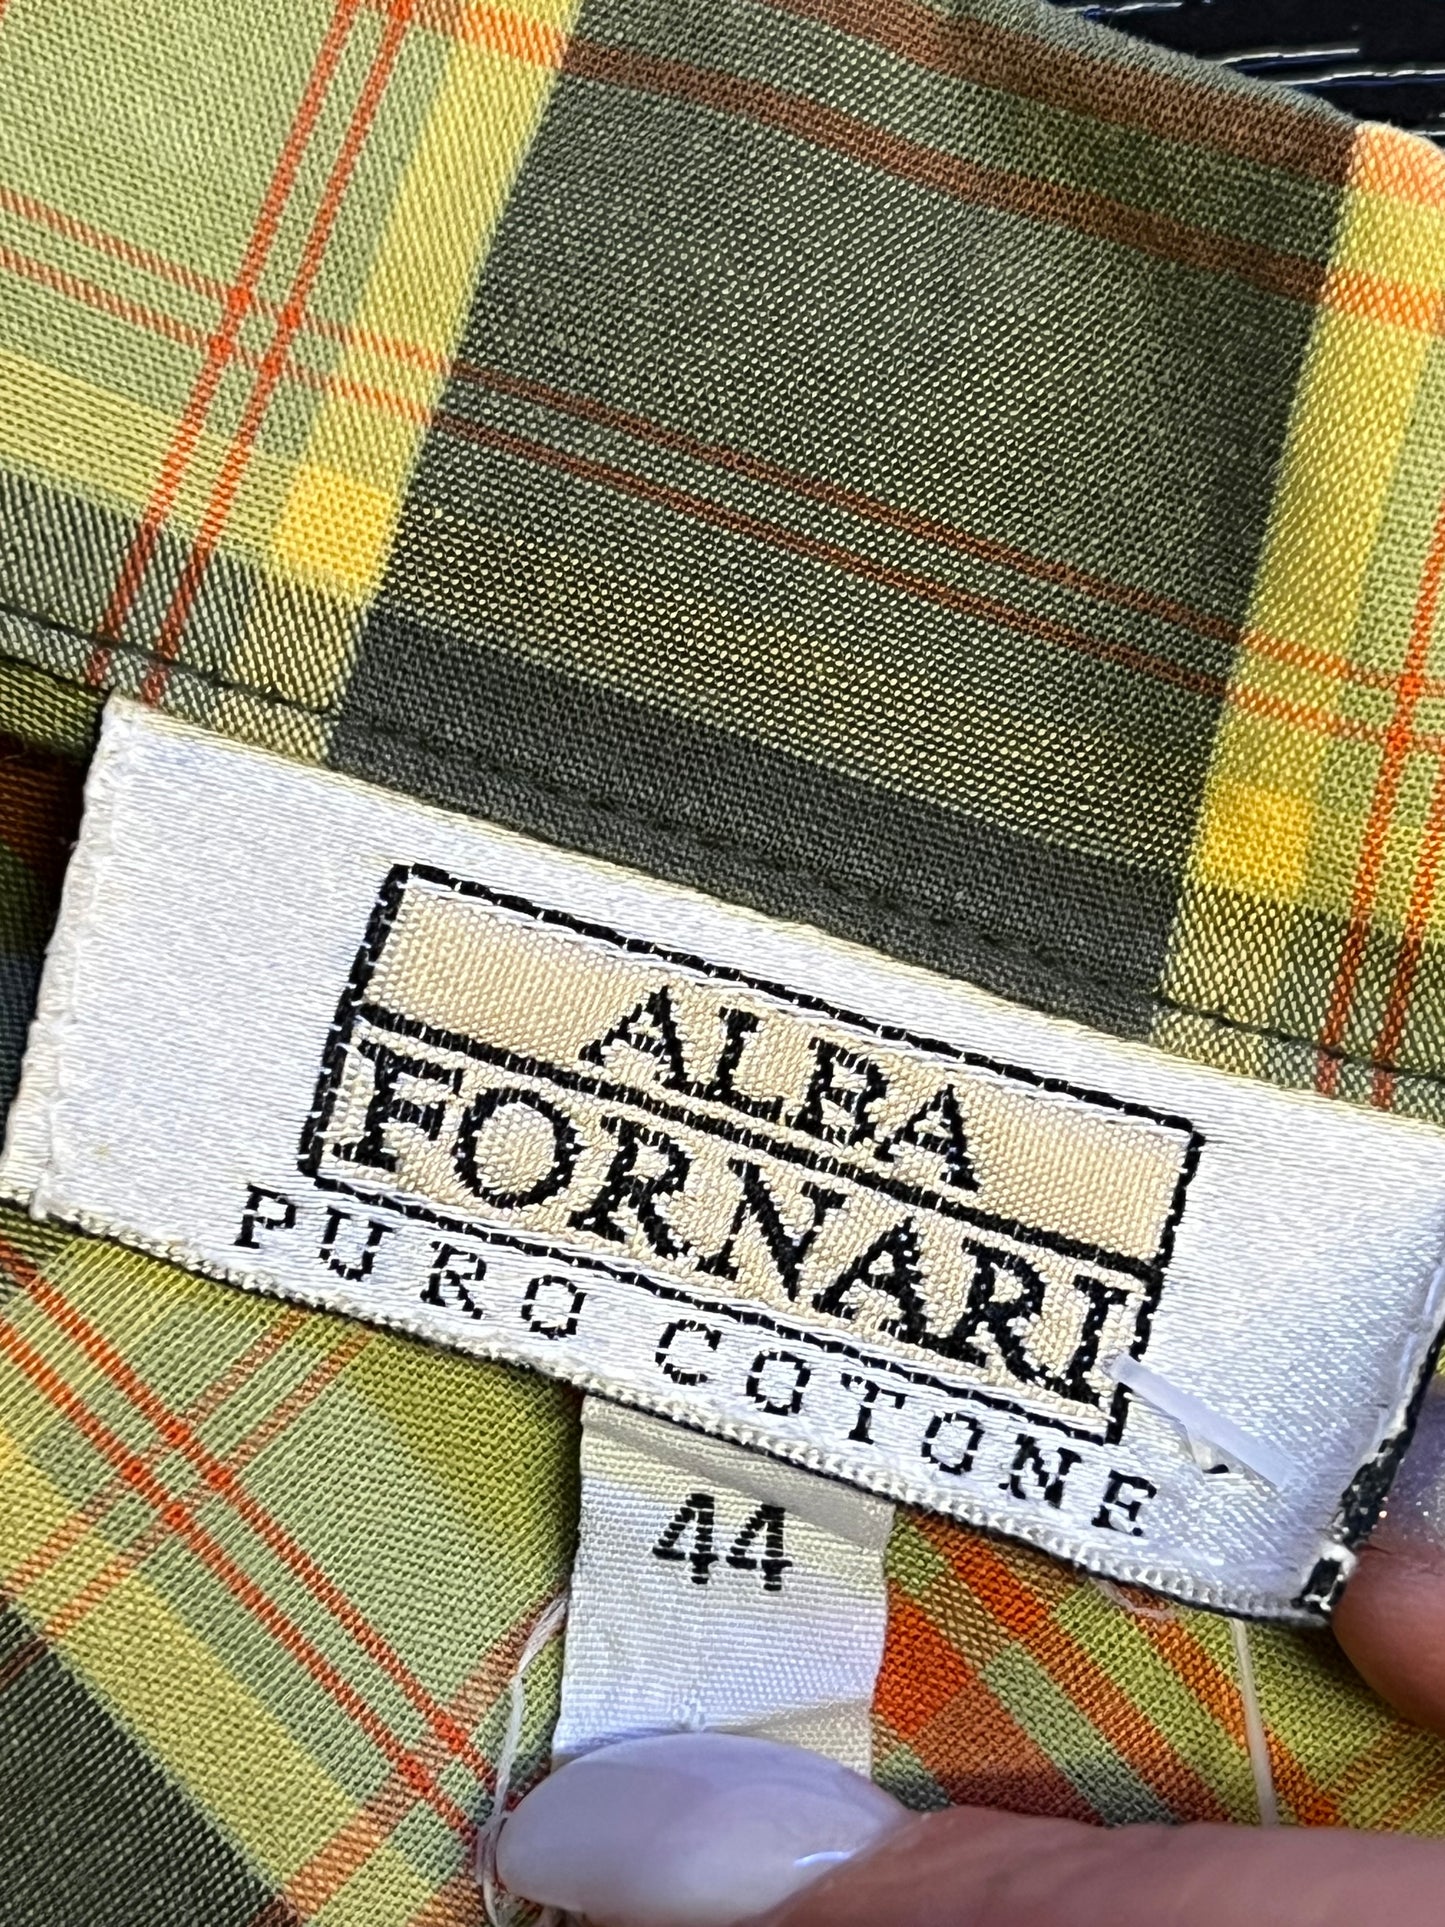 ALBA
FORNARI
PURO COTONE
44